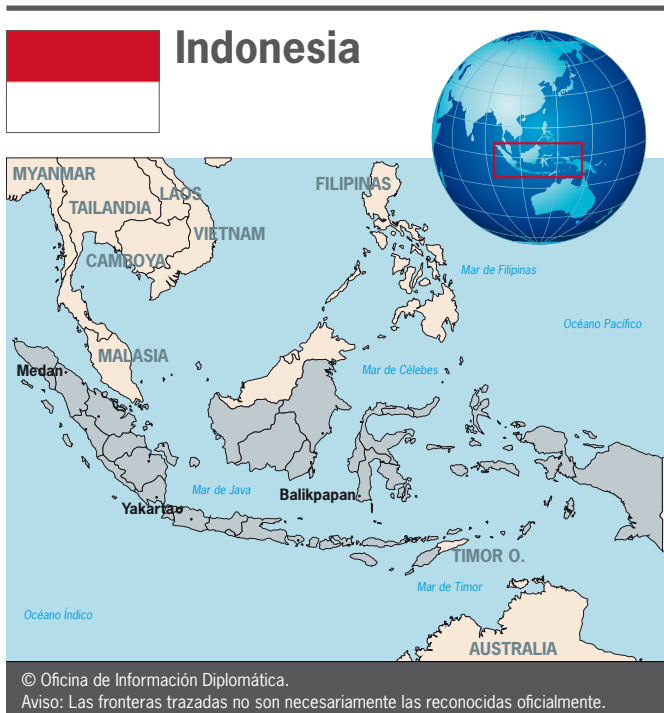 Indonesia
MYANMAR
LAOS
FILIPINAS
TAILANDIA
VIETNAM
CAMBOYA
Mar de Filipinas
Océano Pacífico
MALASIA
Medan
Mar de Célebes
Mar de Java
Balikpapan
Yakarta
TIMOR O.
Mar de Timor
Océano Índico
AUSTRALIA
© Oficina de Información Diplomática.
Aviso: Las fronteras trazadas no son necesariamente las reconocidas oficialmente.